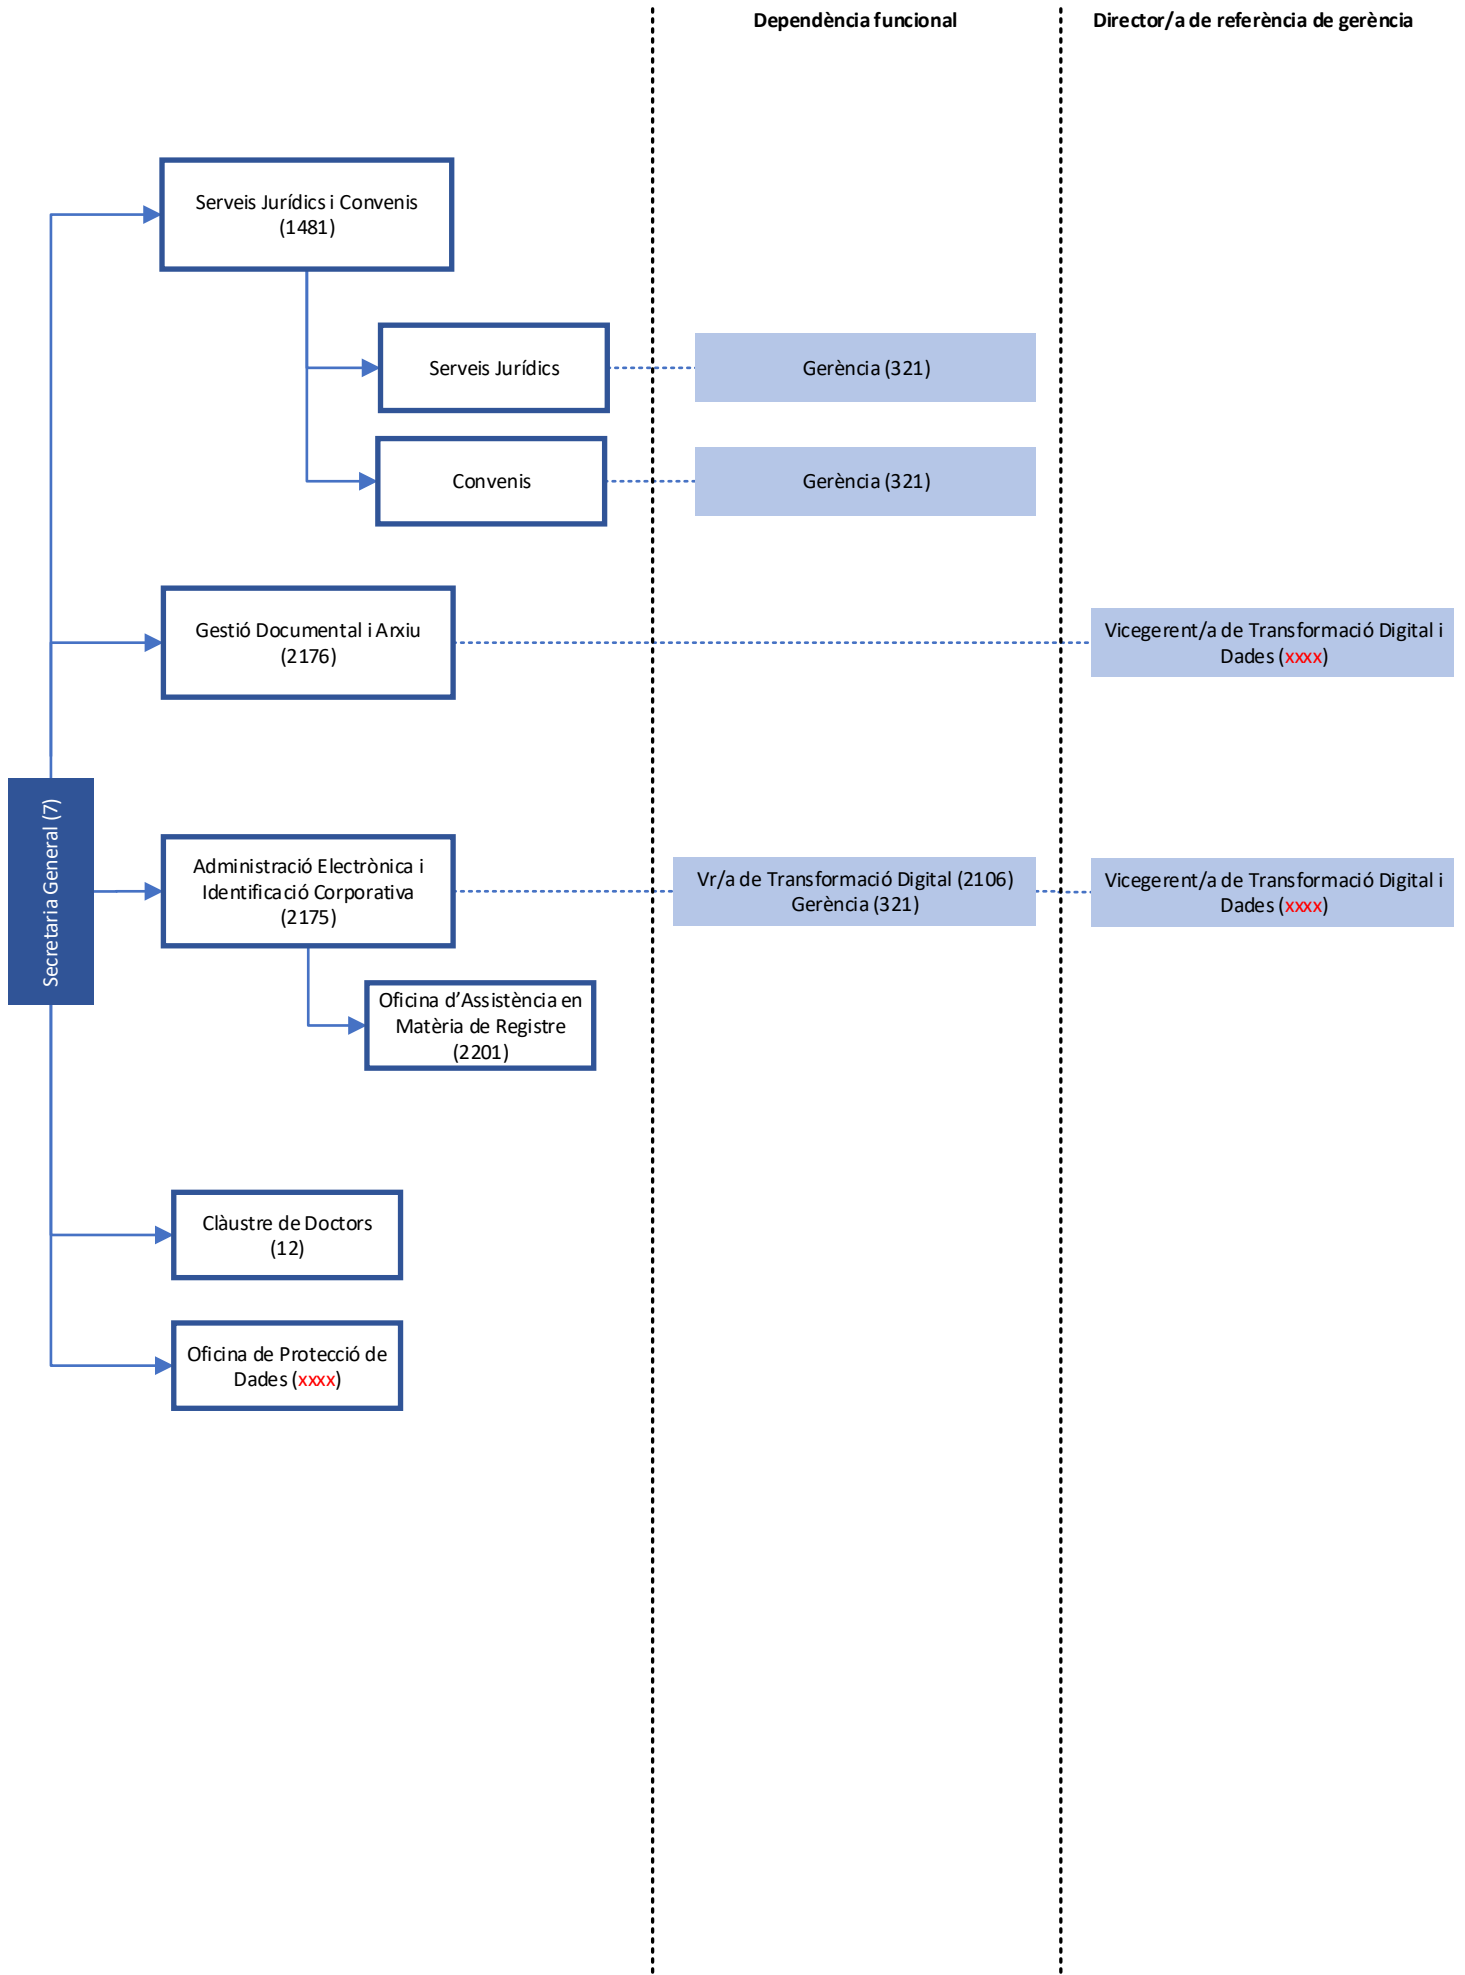 Dependència funcional
Director/a de referència de gerència
Serveis Jurídics i Convenis
(1481)
Serveis Jurídics
Gerència (321)
Convenis
Gerència (321)
Gestió Documental i Arxiu
(2176)
Vicegerent/a de Transformació Digital i
Dades (xxxx)
Secretaria General (7)
Administració Electrònica i
Identificació Corporativa
(2175)
Vr/a de Transformació Digital (2106)
Gerència (321)
Vicegerent/a de Transformació Digital i
Dades (xxxx)
Oficina d’Assistència en
Matèria de Registre
(2201)
Clàustre de Doctors
(12)
Oficina de Protecció de
Dades (xxxx)